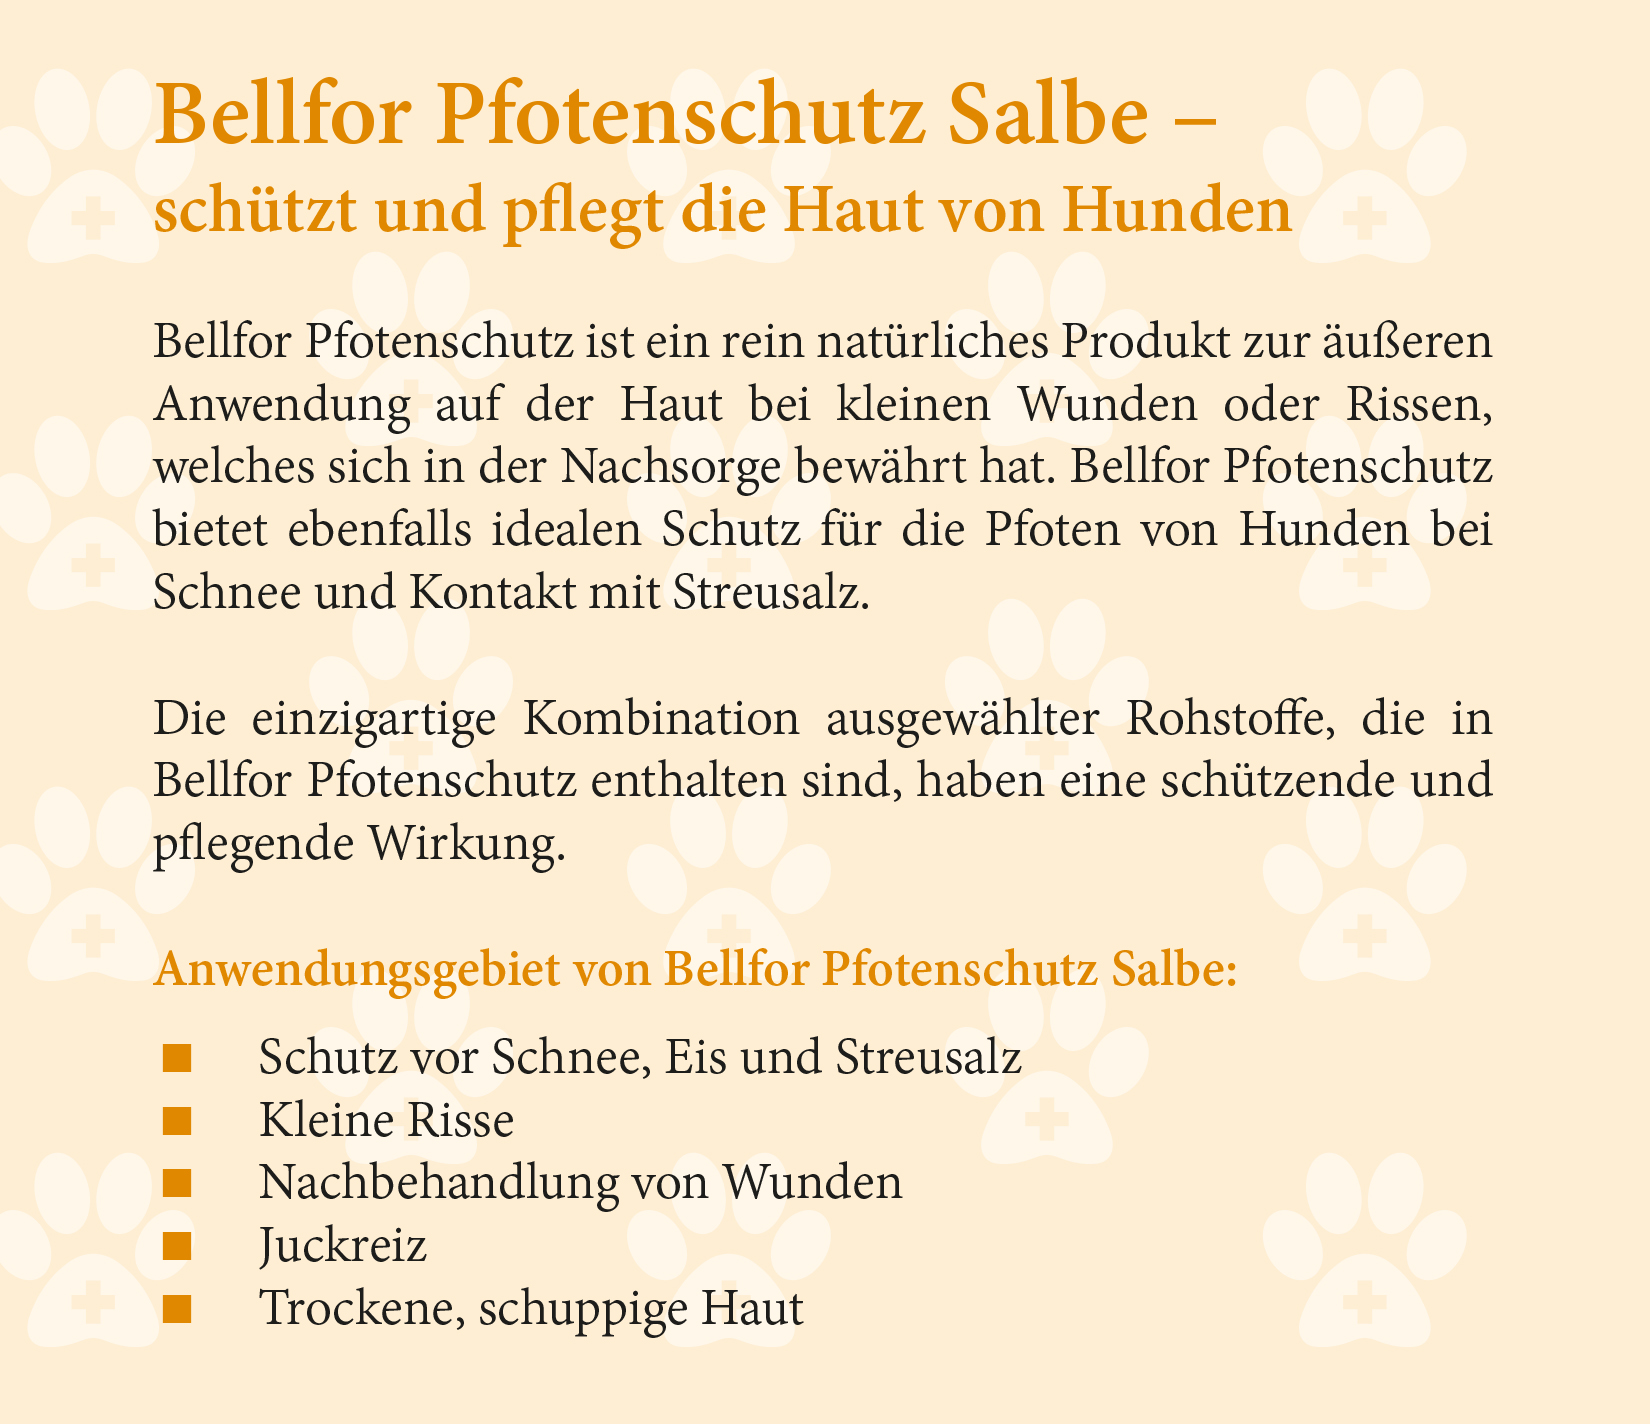 Bellfor Pfotenschutz Salbe –
schützt und pflegt die Haut von Hunden
Bellfor Pfotenschutz ist ein rein natürliches Produkt zur äußeren
Anwendung auf der Haut bei kleinen Wunden oder Rissen,
welches sich in der Nachsorge bewährt hat. Bellfor Pfotenschutz
bietet ebenfalls idealen Schutz für die Pfoten von Hunden bei
Schnee und Kontakt mit Streusalz.
Die einzigartige Kombination ausgewählter Rohstoffe, die in
Bellfor Pfotenschutz enthalten sind, haben eine schützende und
pflegende Wirkung.
Anwendungsgebiet von Bellfor Pfotenschutz Salbe:
■ Schutz vor Schnee, Eis und Streusalz
■ Kleine Risse
■ Nachbehandlung von Wunden
■ Juckreiz
■ Trockene, schuppige Haut